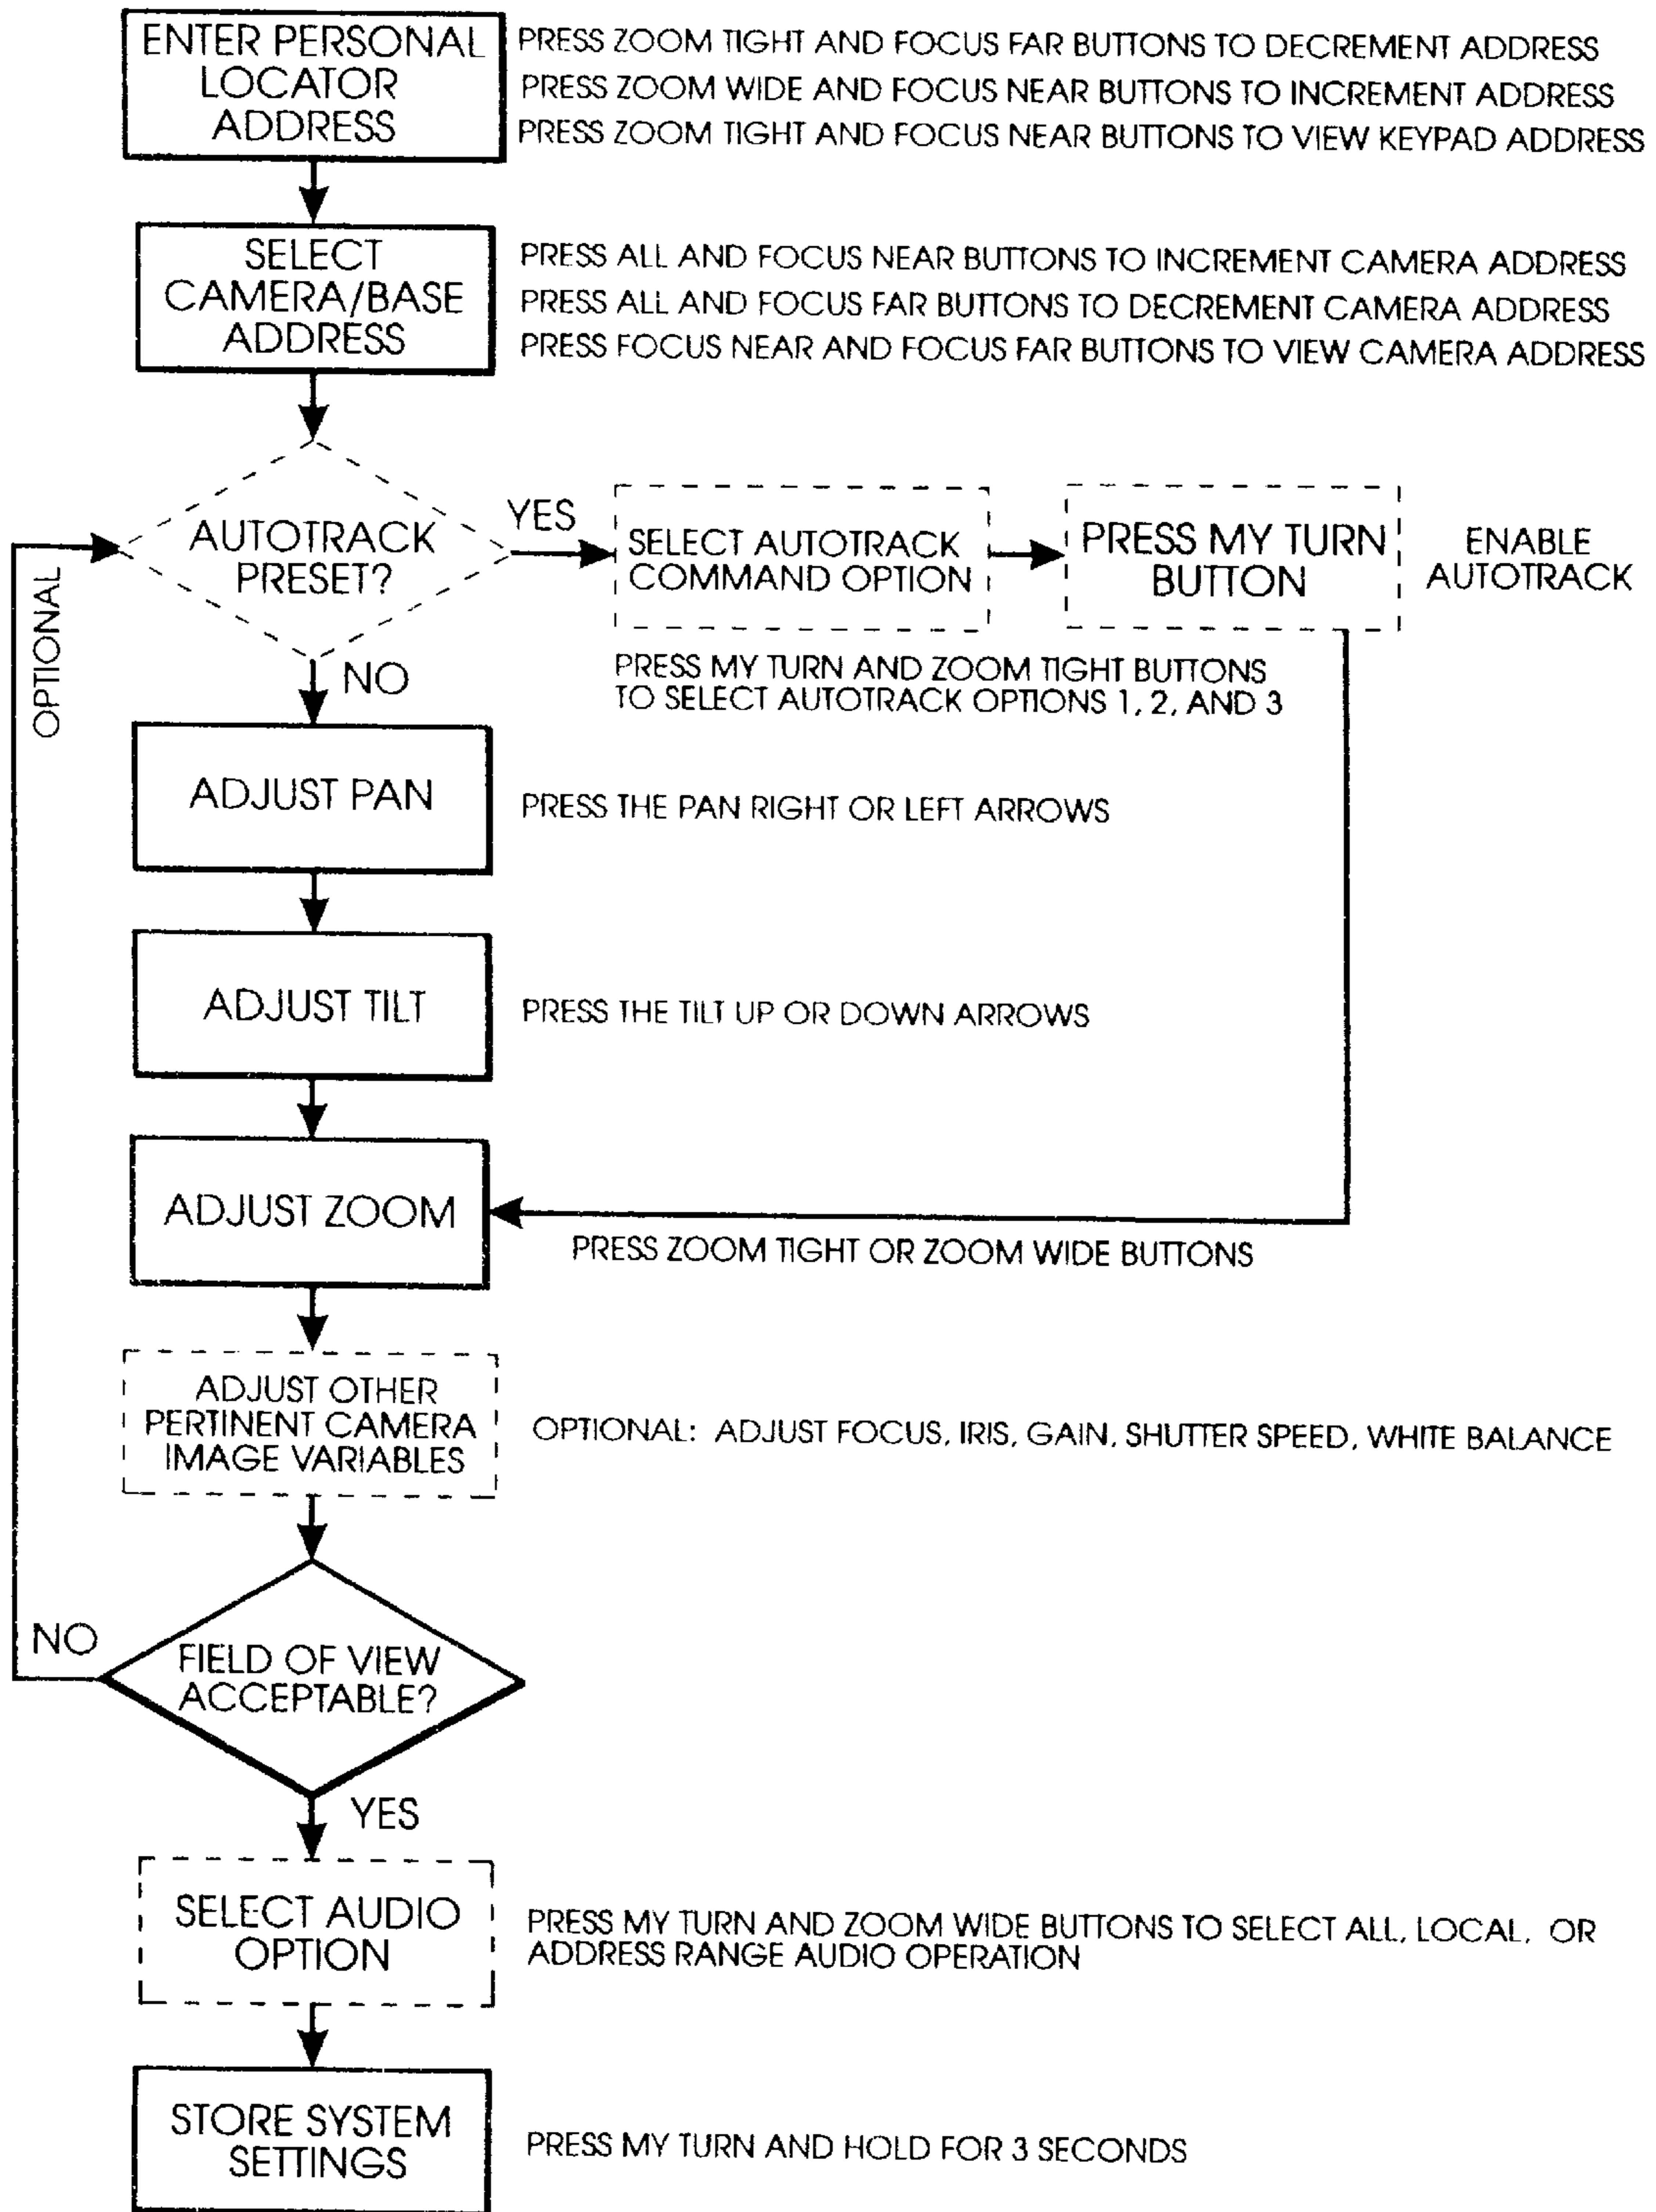 ENTER PERSONAL
LOCATOR
ADDRESS
PRESS ZOOM TIGHT AND FOCUS FAR BUTTONS TO DECREMENT ADDRESS
PRESS ZOOM WIDE AND FOCUS NEAR BUTTONS TO INCREMENT ADDRESS
PRESS ZOOM TIGHT AND FOCUS NEAR BUTTONS TO VIEW KEYPAD ADDRESS
SELECT
CAMERA/BASE
ADDRESS
PRESS ALL AND FOCUS NEAR BUTTONS TO INCREMENT CAMERA ADDRESS
PRESS ALL AND FOCUS FAR BUTTONS TO DECREMENT CAMERA ADDRESS
PRESS FOCUS NEAR AND FOCUS FAR BUTTONS TO VIEW CAMERA ADDRESS
AUTOTRACK
PRESET?
YES
SELECT AUTOTRACK
COMMAND OPTION
PRESS MY TURN
BUTTON
ENABLE
AUTOTRACK
OPTIONAL
NO
PRESS MY TURN AND ZOOM TIGHT BUTTONS
TO SELECT AUTOTRACK OPTIONS 1, 2, AND 3
ADJUST PAN
PRESS THE PAN RIGHT OR LEFT ARROWS
ADJUST TILT
PRESS THE TILT UP OR DOWN ARROWS
ADJUST ZOOM
PRESS ZOOM TIGHT OR ZOOM WIDE BUTTONS
ADJUST OTHER
PERTINENT CAMERA
IMAGE VARIABLES
OPTIONAL: ADJUST FOCUS, IRIS, GAIN, SHUTTER SPEED, WHITE BALANCE
NO
FIELD OF VIEW
ACCEPTABLE?
YES
SELECT AUDIO
OPTION
PRESS MY TURN AND ZOOM WIDE BUTTONS TO SELECT ALL, LOCAL, OR
ADDRESS RANGE AUDIO OPERATION
STORE SYSTEM
SETTINGS
PRESS MY TURN AND HOLD FOR 3 SECONDS